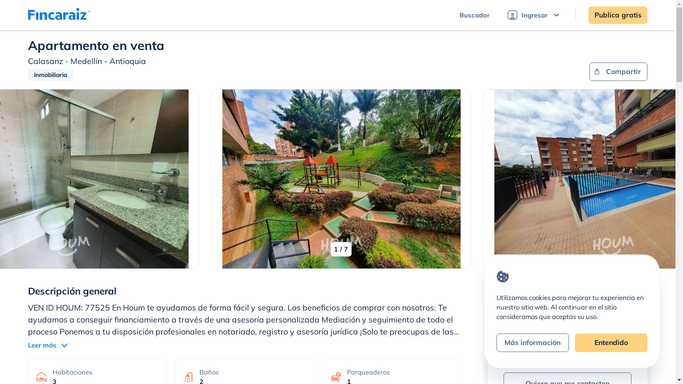 Fincaraiz
Buscador
Ingresar
Publica gratis
Apartamento en venta
Calasanz - Medellín - Antioquia
Inmobiliaria
Compartir
HOUM
HOUM
HOUM
1 / 7
Descripción general
VEN ID HOUM: 77525 En Houm te ayudamos de forma fácil y segura. Los beneficios de comprar con nosotros: Te
ayudamos a conseguir financiamiento a través de una asesoría personalizada Mediación y seguimiento de todo el
proceso Ponemos a tu disposición profesionales en notariado, registro y asesoría jurídica ¡Solo te preocupas de las...
Leer más
Habitaciones
3
Baños
2
Parqueaderos
1
Utilizamos cookies para mejorar tu experiencia en
nuestro sitio web. Al continuar en el sitio
consideramos que aceptas su uso.
Más información
Entendido
Quiero que me contacten